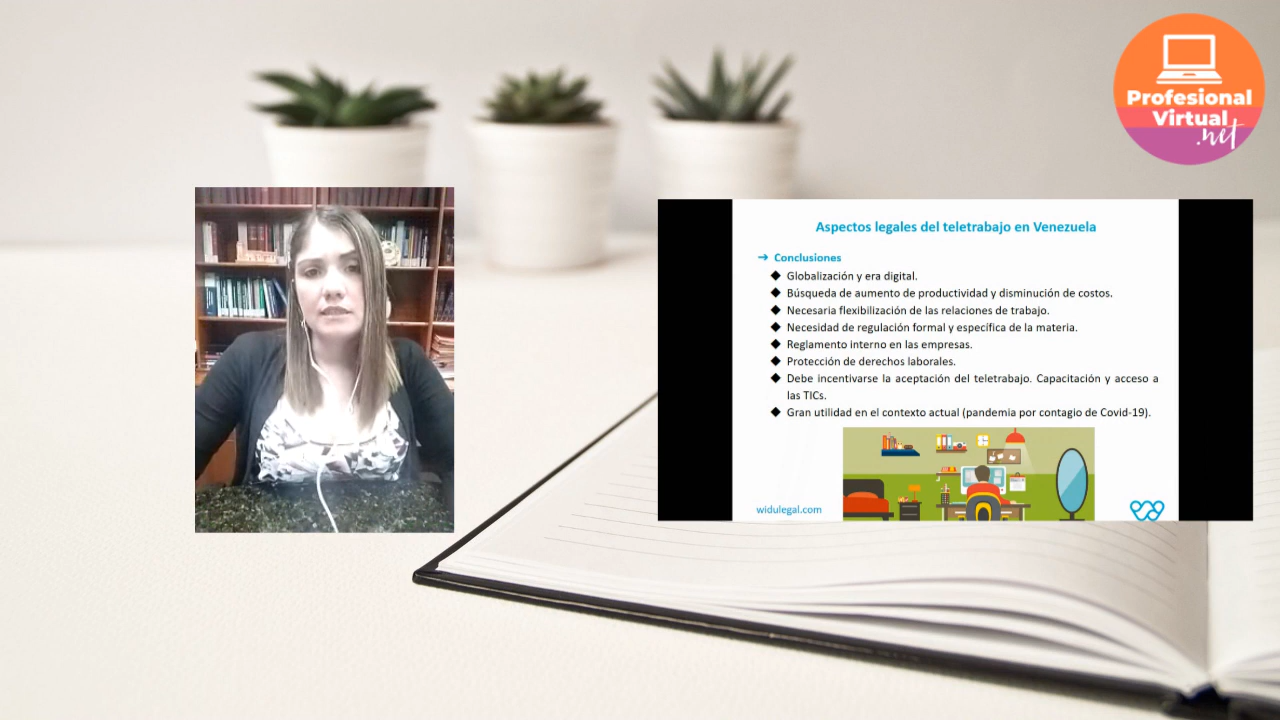 Profesional
Virtual
.net
Aspectos legales del teletrabajo en Venezuela
➔ Conclusiones
◆ Globalización y era digital.
◆ Búsqueda de aumento de productividad y disminución de costos.
◆ Necesaria flexibilización de las relaciones de trabajo.
◆ Necesidad de regulación formal y específica de la materia.
◆ Reglamento interno en las empresas.
◆ Protección de derechos laborales.
◆ Debe incentivarse la aceptación del teletrabajo. Capacitación y acceso a
las TICs.
◆ Gran utilidad en el contexto actual (pandemia por contagio de Covid-19).
widulegal.com